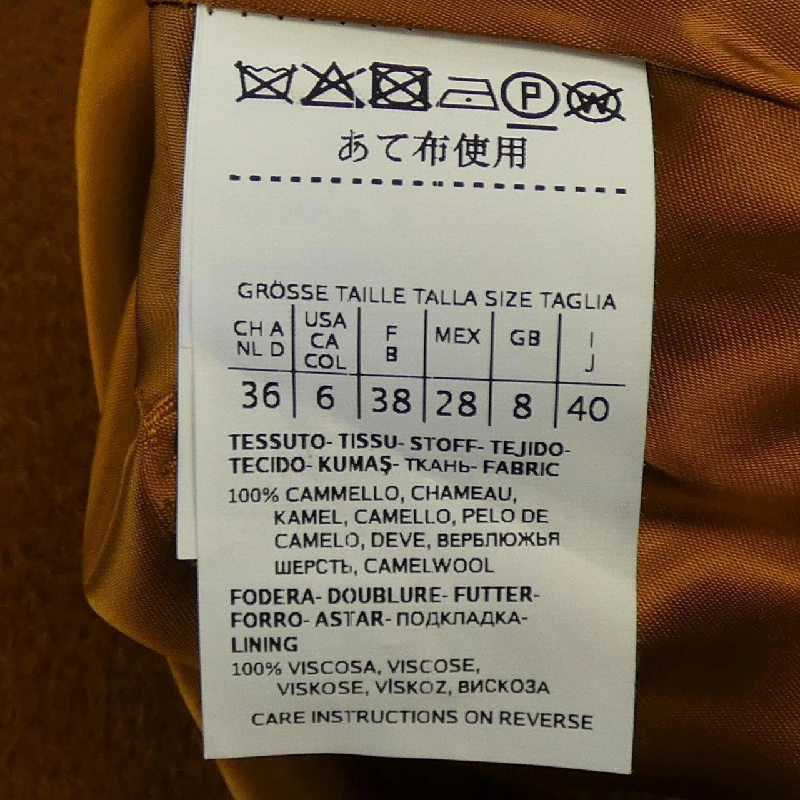 P W
あて布使用
GRÖSSE TAILLE TALLA SIZE TAGLIA
CH A NL D USA CA COL F B MEX GB I J
36 6 38 28 8 40
TESSUTO- TISSU- STOFF- TEJIDO-
TECIDO- KUMAŞ- ТКАНЬ- FABRIC
100% CAMMELLO, CHAMEAU,
KAMEL, CAMELLO, PELO DE
CAMELO, DEVE, ВЕРБЛЮЖЬЯ
ШЕРСТЬ, CAMELWOOL
FODERA- DOUBLURE- FUTTER-
FORRO- ASTAR- ПОДКЛАДКА-
LINING
100% VISCOSA, VISCOSE,
VISKOSE, VİSKOZ, ВИСКОЗА
CARE INSTRUCTIONS ON REVERSE